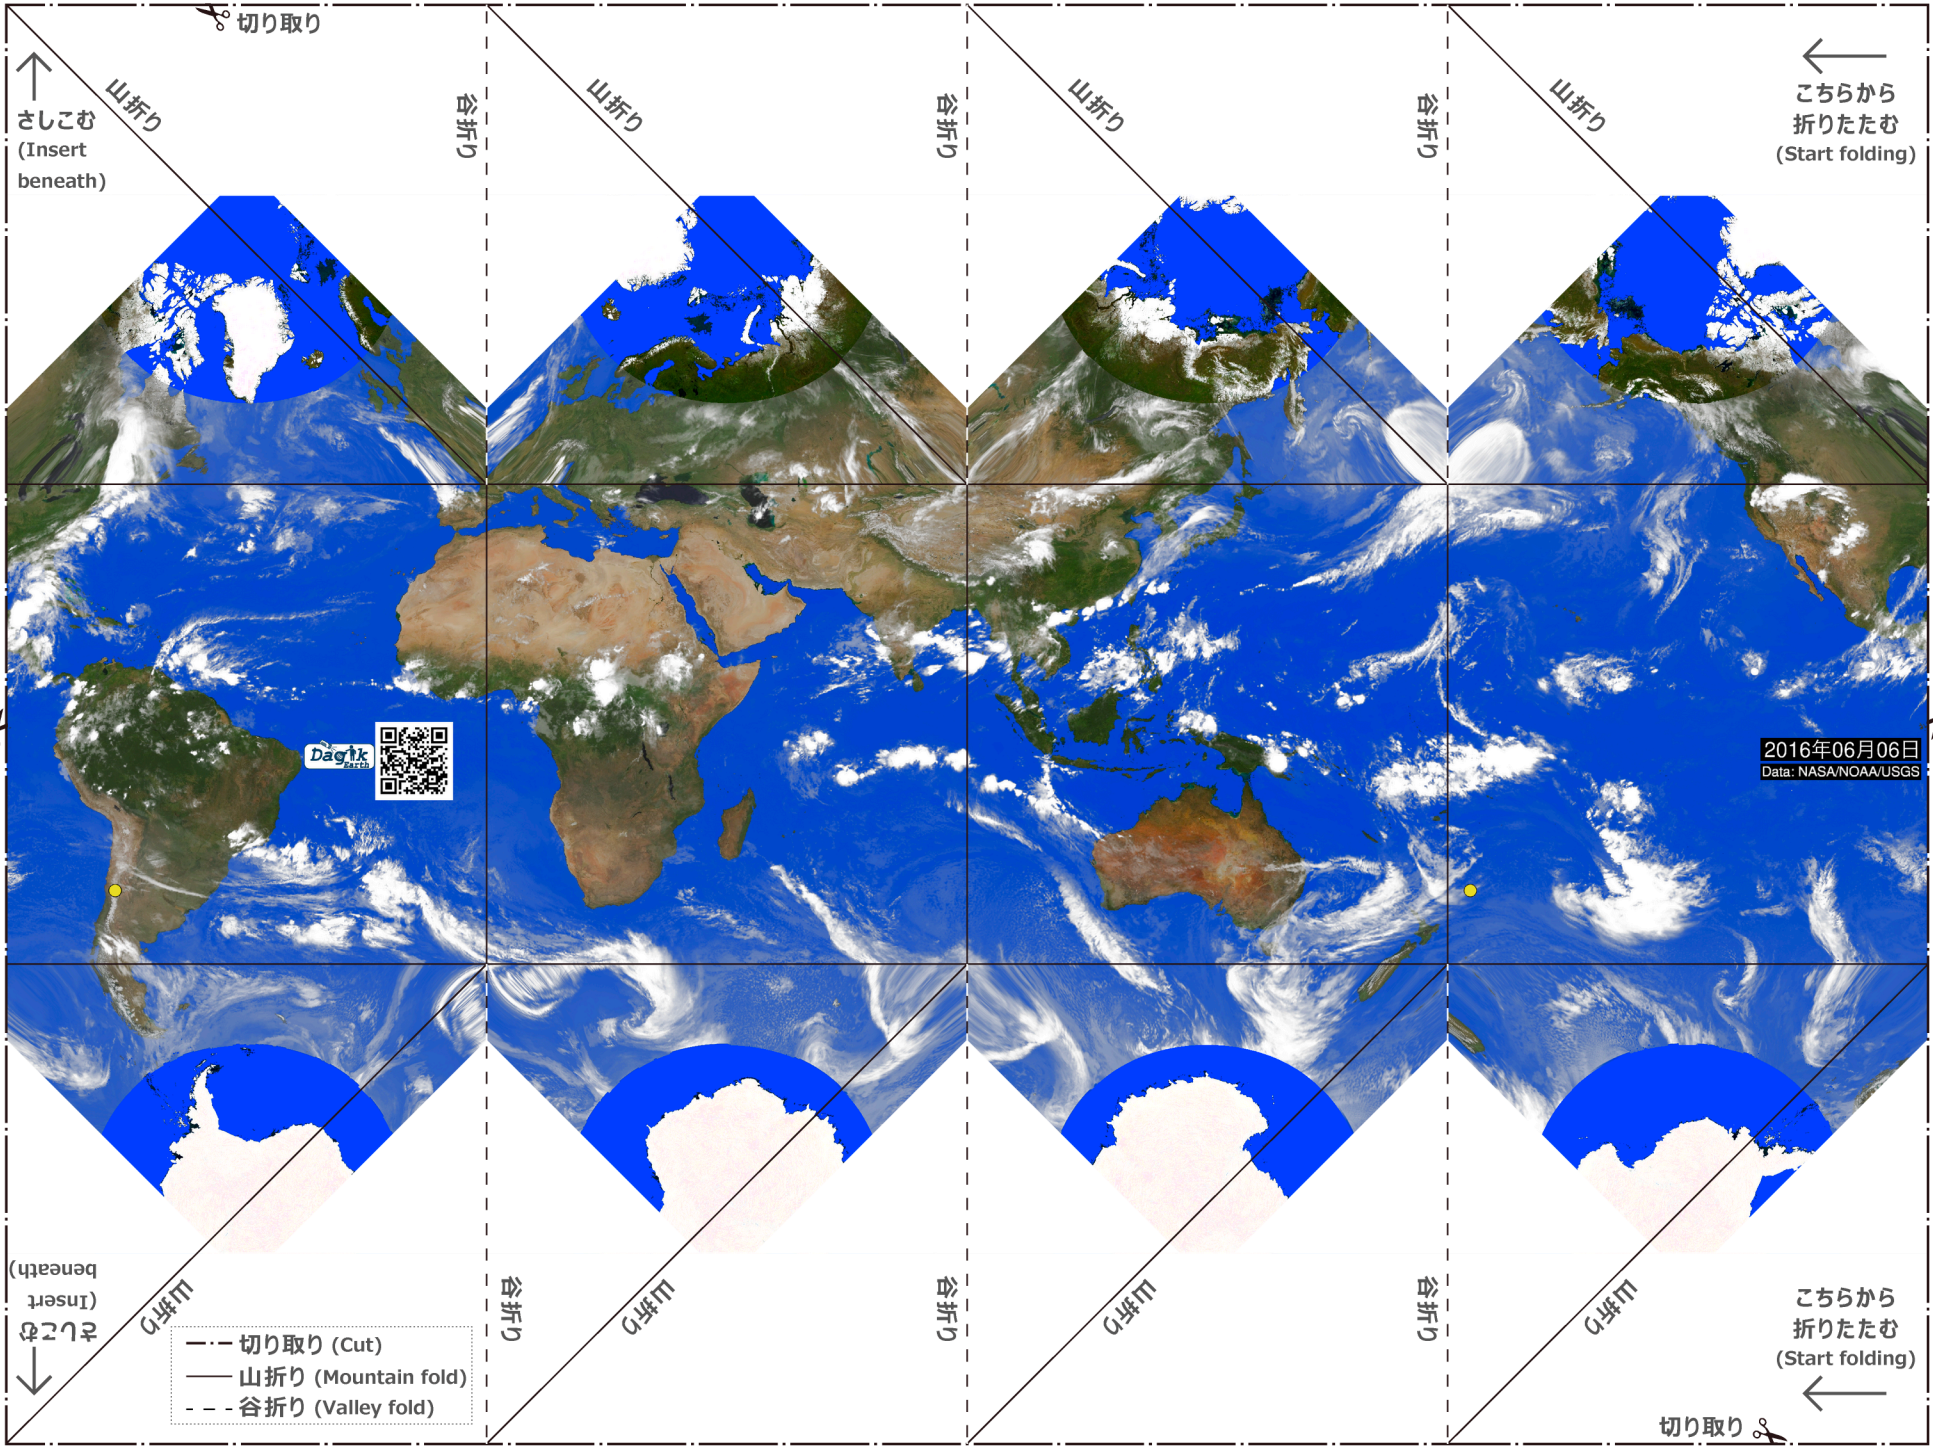 切り取り
さしこむ
(Insert
beneath)
山折り
谷折り
山折り
谷折り
山折り
谷折り
山折り
こちらから
折りたたむ
(Start folding)
Dagik
Earth
2016年06月06日
Data: NASA/NOAA/USGS
さしこむ
(Insert
beneath)
山折り
谷折り
山折り
谷折り
山折り
谷折り
山折り
こちらから
折りたたむ
(Start folding)
切り取り (Cut)
山折り (Mountain fold)
谷折り (Valley fold)
切り取り